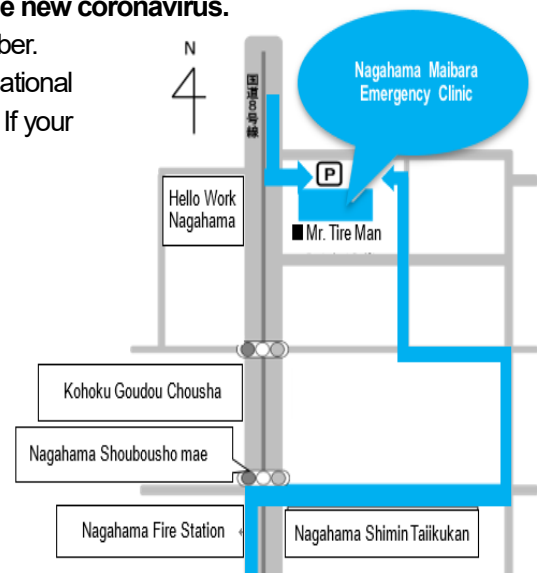 e new coronavirus.
ber.
ational
If your
N
国道8号線
Nagahama Maibara
Emergency Clinic
P
Hello Work
Nagahama
■Mr. Tire Man
Kohoku Goudou Chousha
Nagahama Shoubousho mae
Nagahama Fire Station
Nagahama Shimin Taiikukan